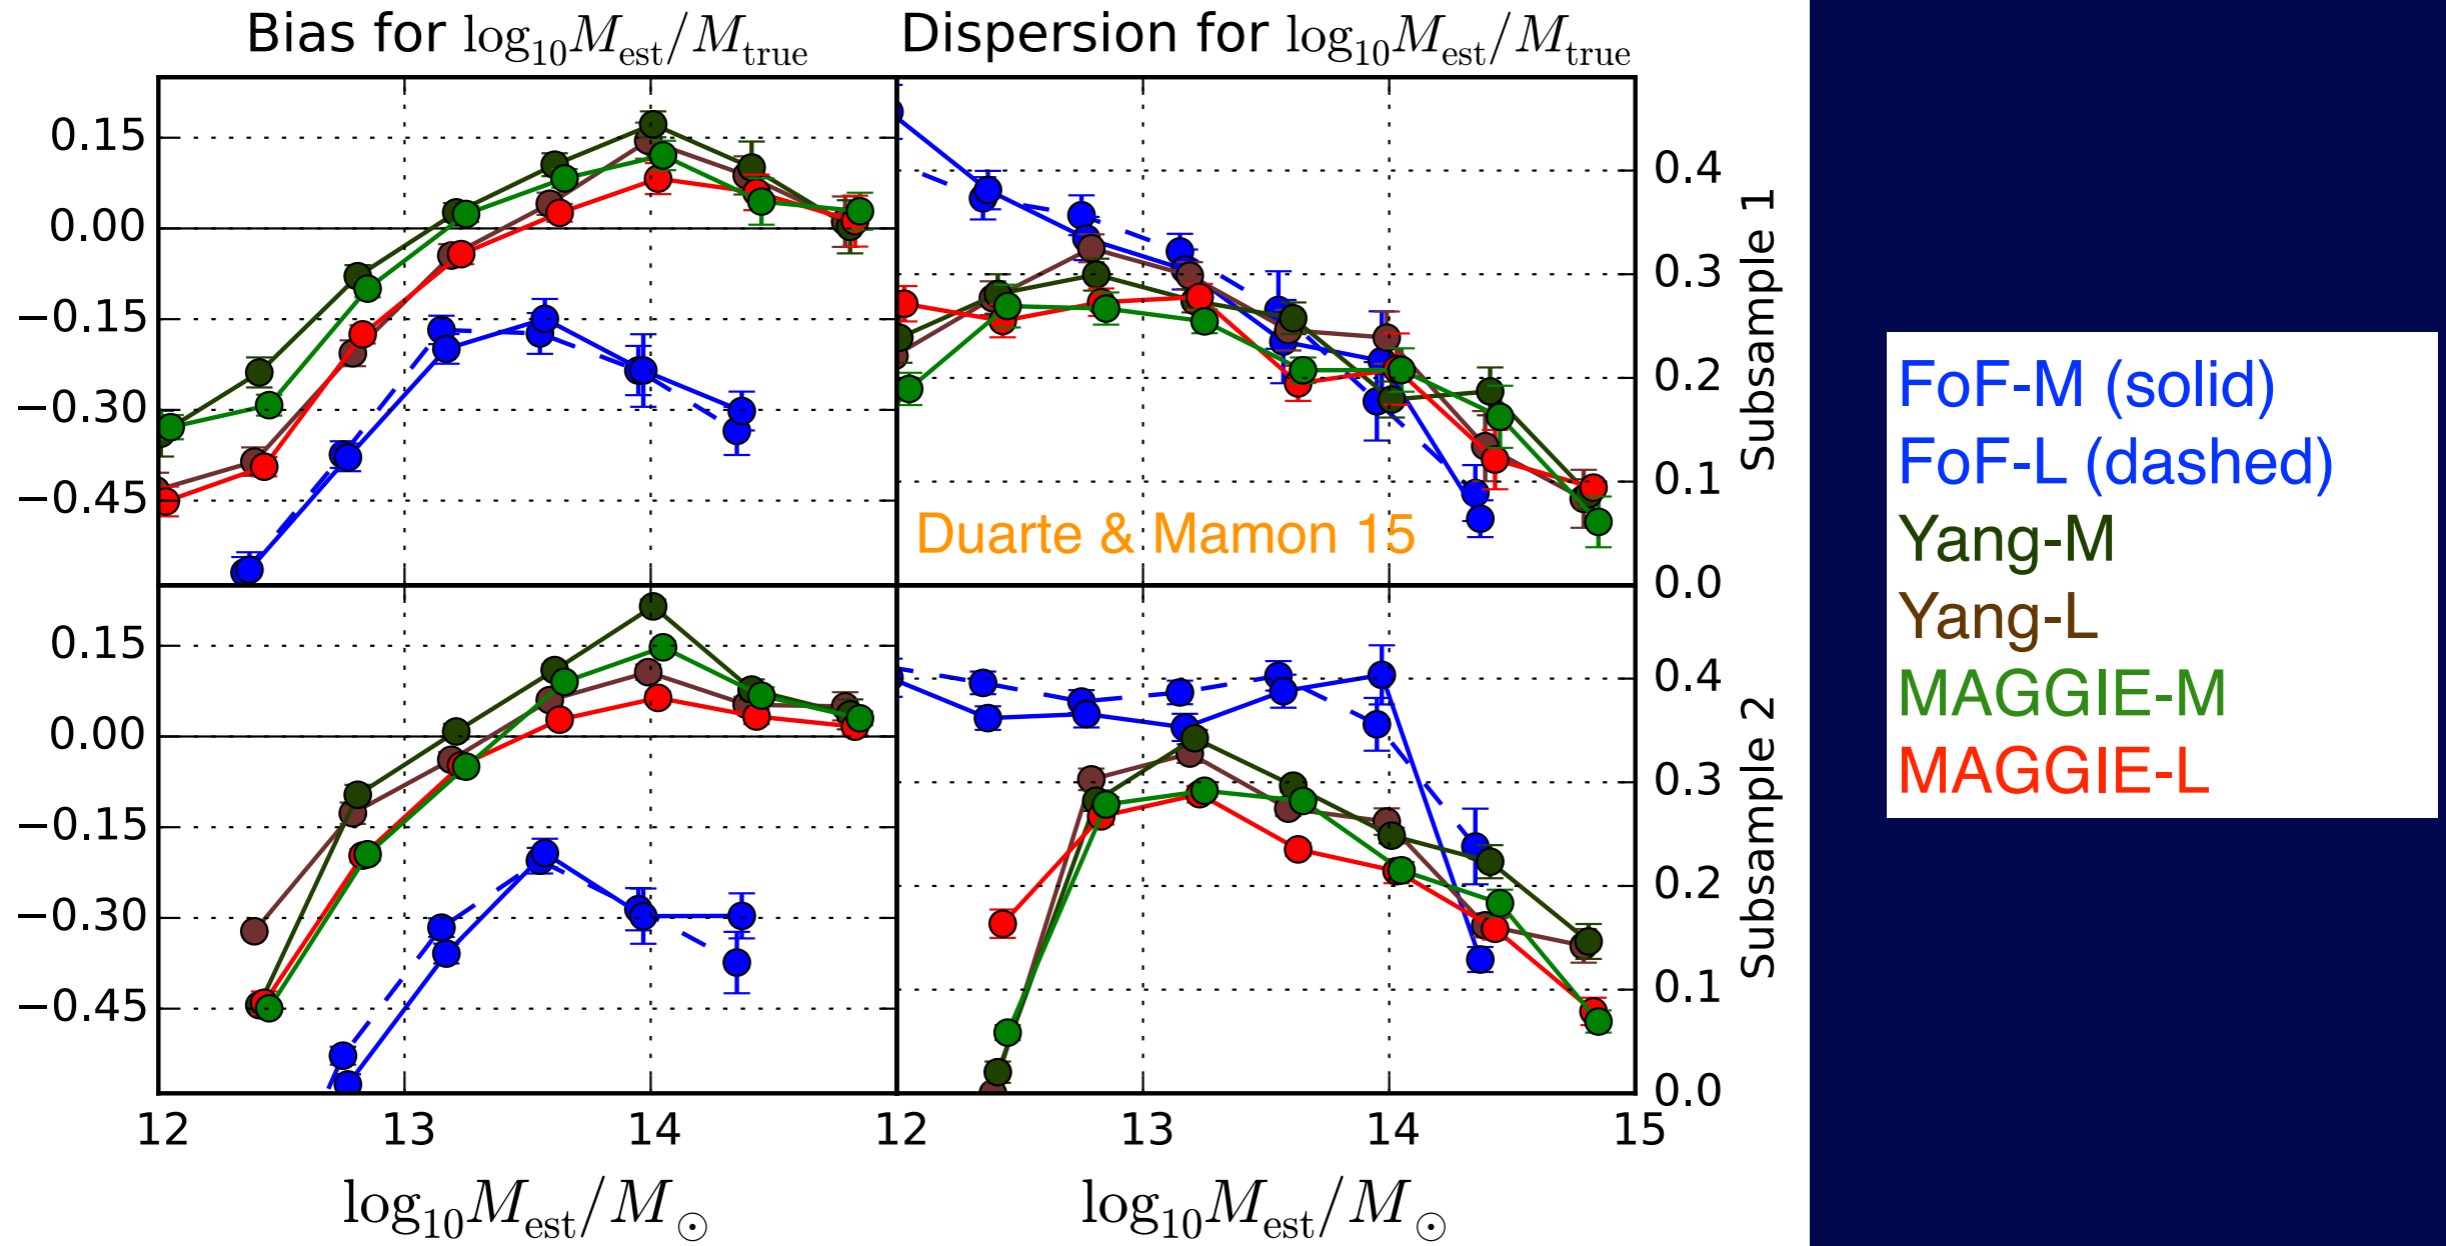 Bias for log10Mest/Mtrue
Dispersion for log10Mest/Mtrue
0.15
0.00
−0.15
−0.30
−0.45
0.4
0.3
0.2
0.1
0.0
Subsample 1
Duarte & Mamon 15
0.15
0.00
−0.15
−0.30
−0.45
0.4
0.3
0.2
0.1
0.0
Subsample 2
12
13
14
12
13
14
15
log10Mest/M⊙
log10Mest/M⊙
FoF-M (solid)
FoF-L (dashed)
Yang-M
Yang-L
MAGGIE-M
MAGGIE-L